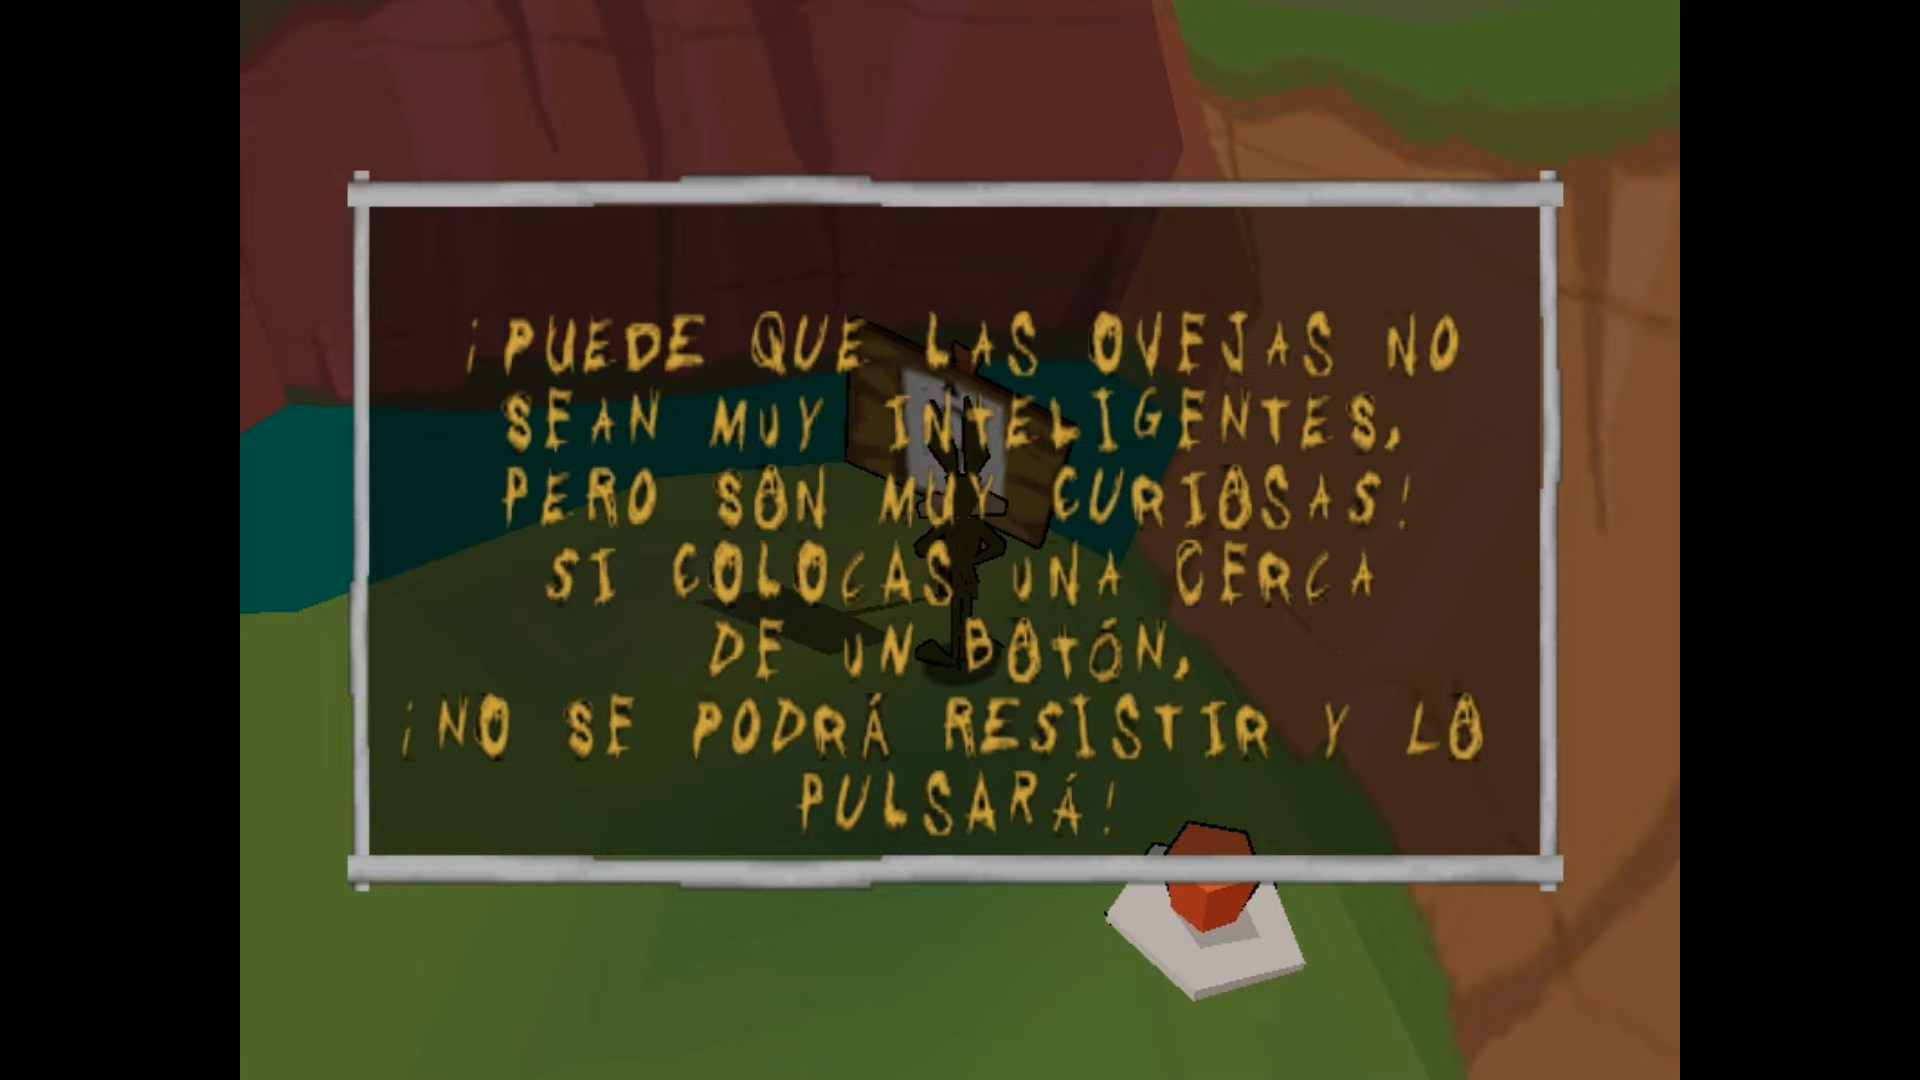 ¡PUEDE QUE LAS OVEJAS NO
SEAN MUY INTELIGENTES,
PERO SON MUY CURIOSAS!
SI COLOCAS UNA CERCA
DE UN BOTÓN,
¡NO SE PODRÁ RESISTIR Y LO
PULSARÁ!